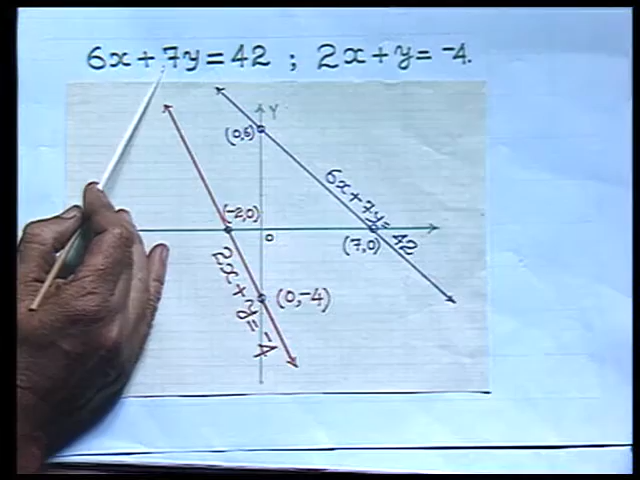 6x+7y=42 ; 2x+y=-4.
Y
(0,6)
6x+7y=42
(-2,0)
0
(7,0)
2x+y=-4
(0,-4)